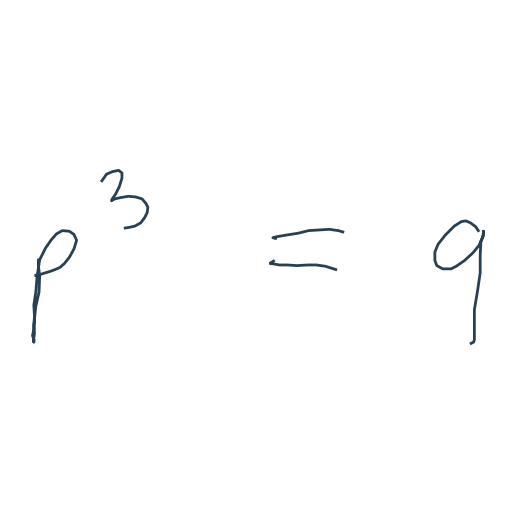 p³ = q